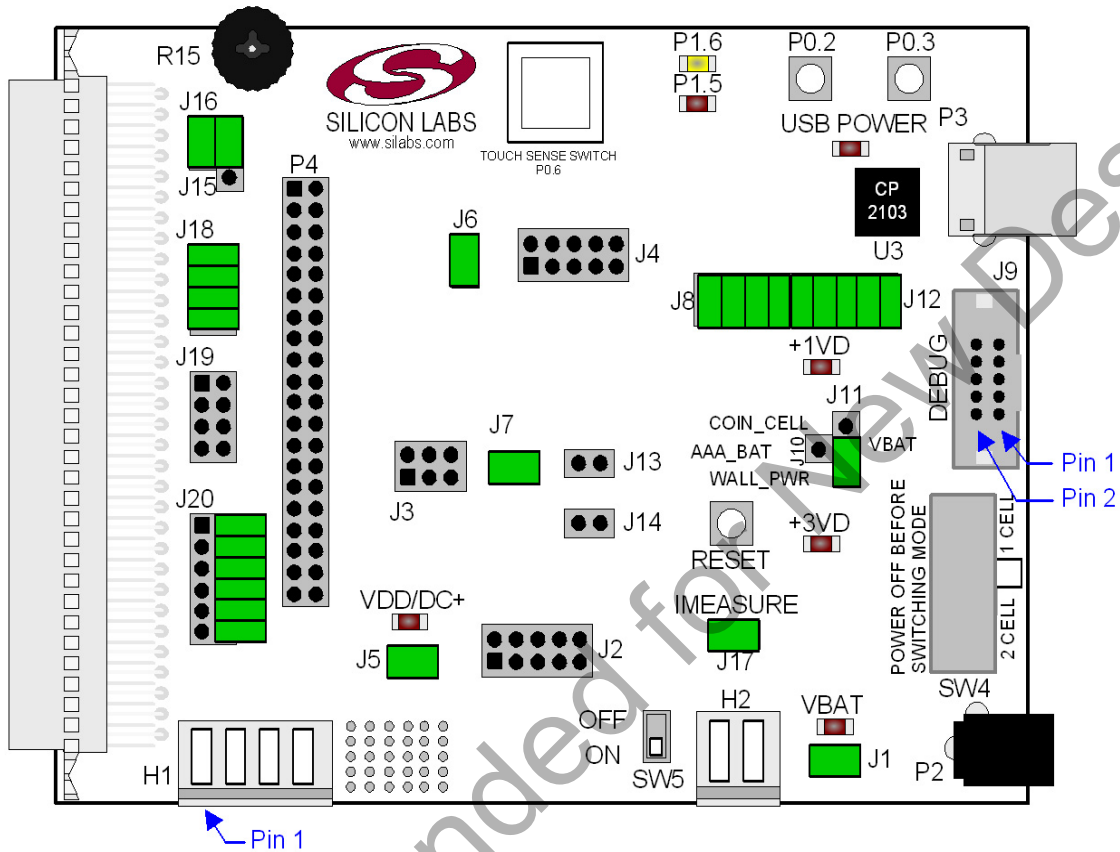 R15
SILICON LABS
www.silabs.com
TOUCH SENSE SWITCH
P0.6
P1.6
P1.5
P0.2
P0.3
USB POWER
P3
J16
J15
P4
J18
J6
J4
CP
2103
U3
J8
J12
J9
DEBUG
+1VD
J19
J11
COIN_CELL
AAA_BAT
J10
VBAT
WALL_PWR
Pin 1
Pin 2
J7
J13
J3
J14
J20
RESET
+3VD
POWER OFF BEFORE
SWITCHING MODE
2 CELL
1 CELL
VDD/DC+
J5
J2
IMEASURE
J17
SW4
H2
VBAT
OFF
ON
SW5
J1
P2
H1
Pin 1
nded for New Des